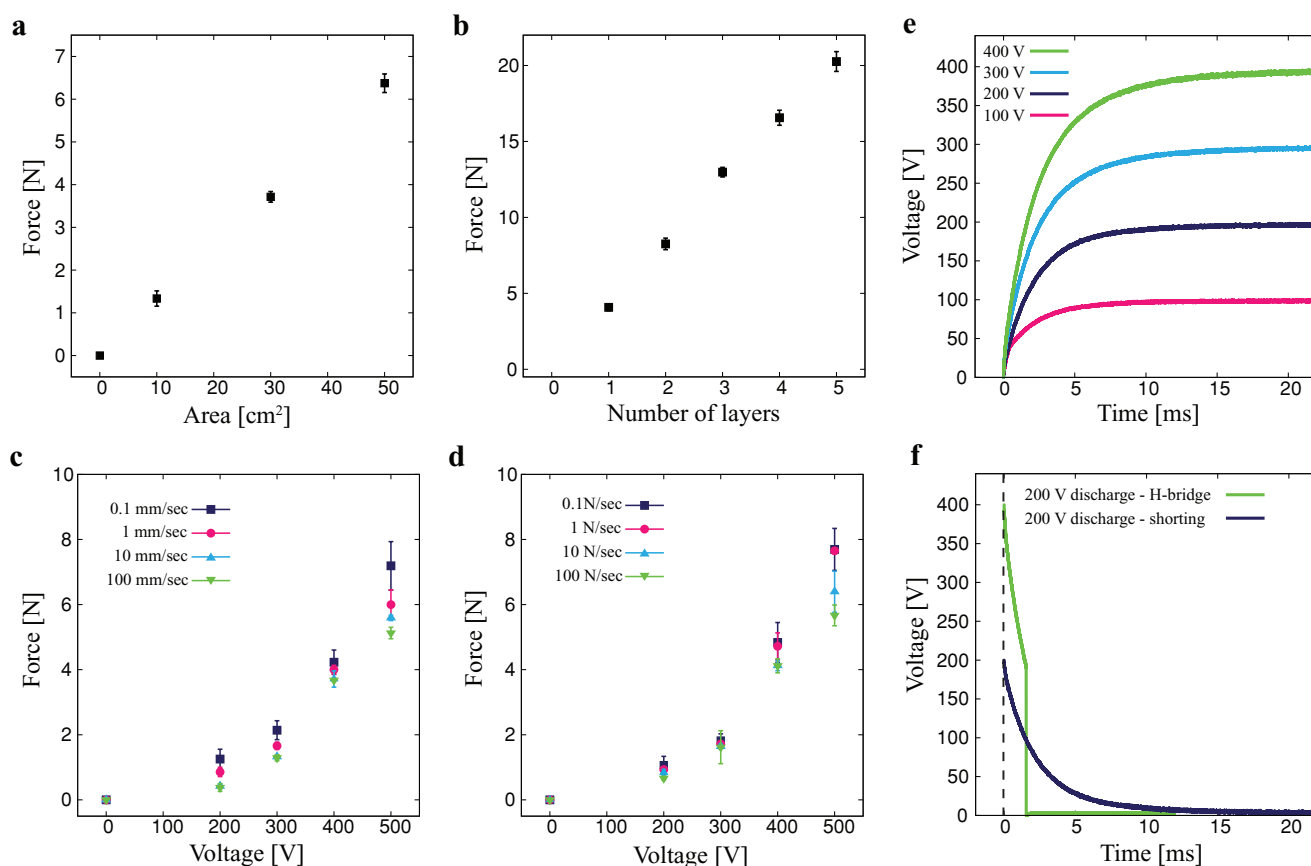 a
7
6
5
4
3
2
1
0
Force [N]
0 10 20 30 40 50
Area [cm²]
b
20
15
10
5
0
Force [N]
0 1 2 3 4 5
Number of layers
e
400 V
300 V
200 V
100 V
400
350
300
250
200
150
100
50
0
Voltage [V]
0 5 10 15 20
Time [ms]
c
10
8
6
4
2
0
Force [N]
0.1 mm/sec
1 mm/sec
10 mm/sec
100 mm/sec
0 100 200 300 400 500
Voltage [V]
d
10
8
6
4
2
0
Force [N]
0.1N/sec
1 N/sec
10 N/sec
100 N/sec
0 100 200 300 400 500
Voltage [V]
f
200 V discharge - H-bridge
200 V discharge - shorting
400
350
300
250
200
150
100
50
0
Voltage [V]
0 5 10 15 20
Time [ms]